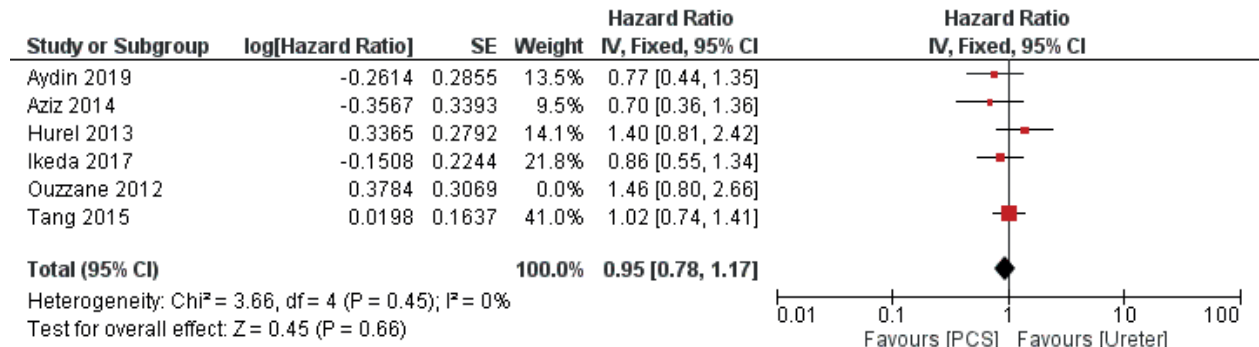 Hazard Ratio Hazard Ratio
Study or Subgroup log[Hazard Ratio] SE Weight IV, Fixed, 95% CI IV, Fixed, 95% CI
Aydin 2019 -0.2614 0.2855 13.5% 0.77 [0.44, 1.35]
Aziz 2014 -0.3567 0.3393 9.5% 0.70 [0.36, 1.36]
Hurel 2013 0.3365 0.2792 14.1% 1.40 [0.81, 2.42]
Ikeda 2017 -0.1508 0.2244 21.8% 0.86 [0.55, 1.34]
Ouzzane 2012 0.3784 0.3069 0.0% 1.46 [0.80, 2.66]
Tang 2015 0.0198 0.1637 41.0% 1.02 [0.74, 1.41]
Total (95% CI) 100.0% 0.95 [0.78, 1.17]
Heterogeneity: Chi² = 3.66, df = 4 (P = 0.45); I² = 0%
Test for overall effect: Z = 0.45 (P = 0.66)
0.01 0.1 1 10 100
Favours [PCS] Favours [Ureter]